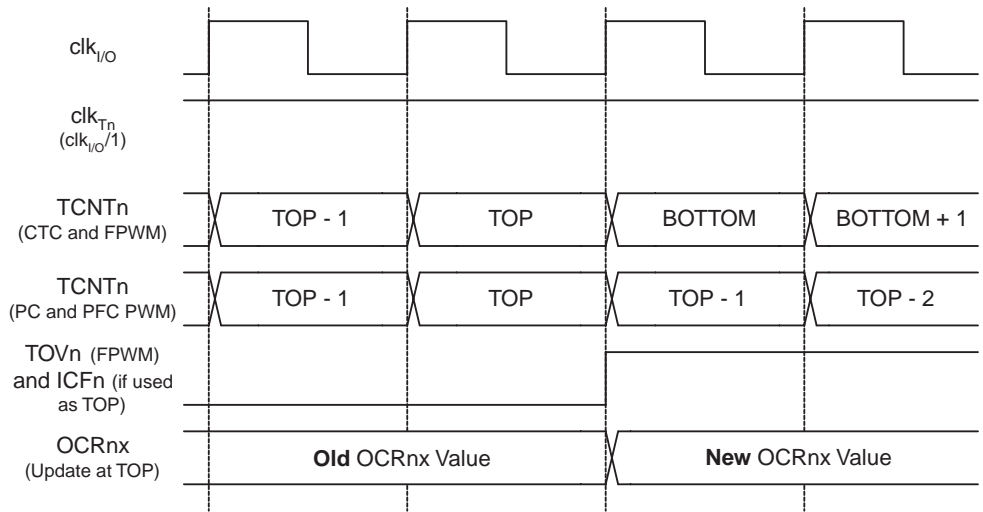 clkI/O
clkTn
(clkI/O/1)
TCNTn
(CTC and FPWM)
TOP - 1
TOP
BOTTOM
BOTTOM + 1
TCNTn
(PC and PFC PWM)
TOP - 1
TOP
TOP - 1
TOP - 2
TOVn (FPWM)
and ICFn (if used
as TOP)
OCRnx
(Update at TOP)
Old OCRnx Value
New OCRnx Value